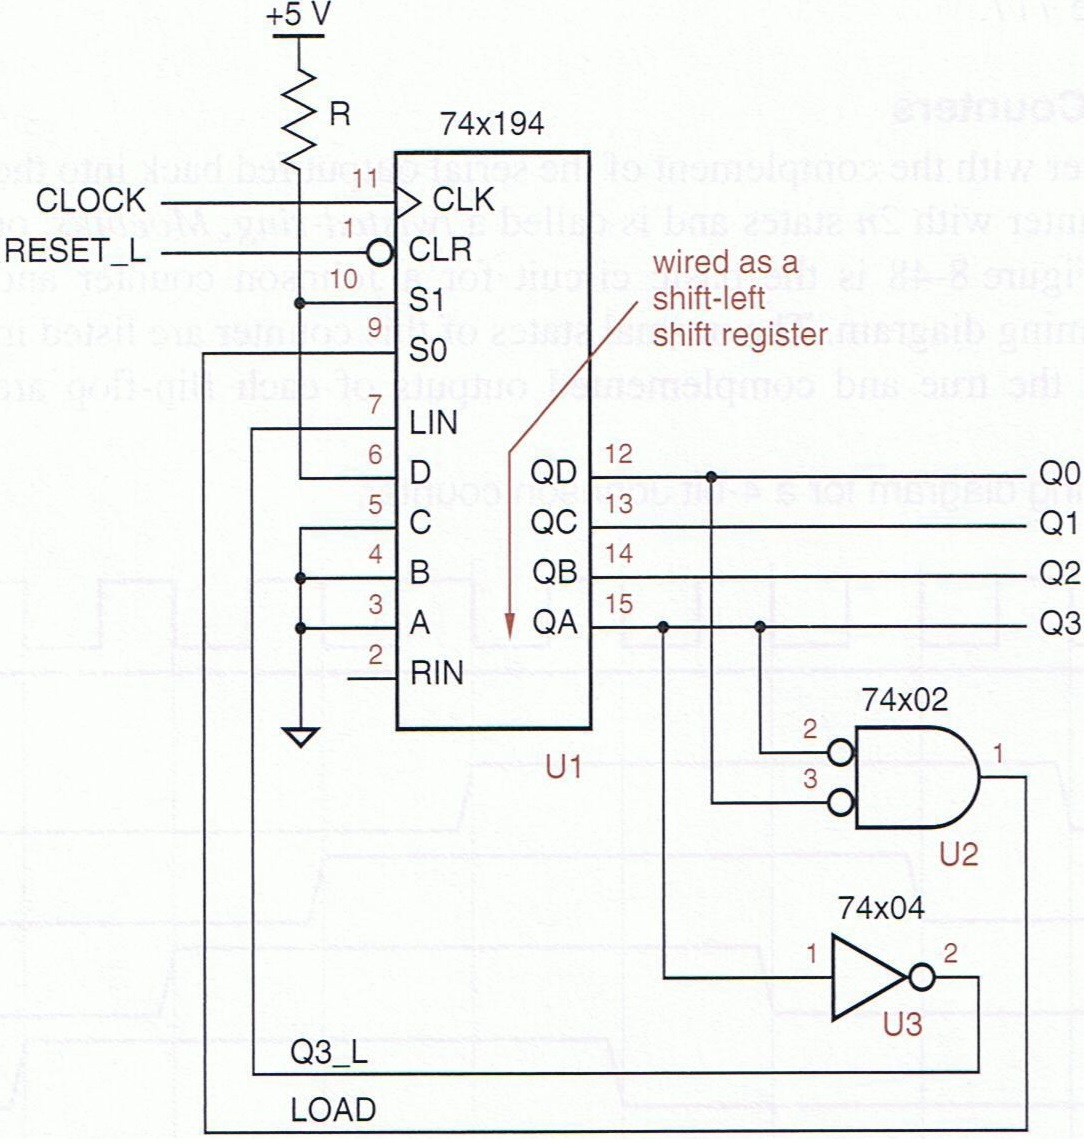 +5 V
R
74x194
CLOCK
11
CLK
RESET_L
1
CLR
10
S1
wired as a
shift-left
shift register
9
S0
7
LIN
6
D
QD
12
Q0
5
C
QC
13
Q1
4
B
QB
14
Q2
3
A
QA
15
Q3
2
RIN
U1
74x02
2
3
1
U2
74x04
1
2
U3
Q3_L
LOAD